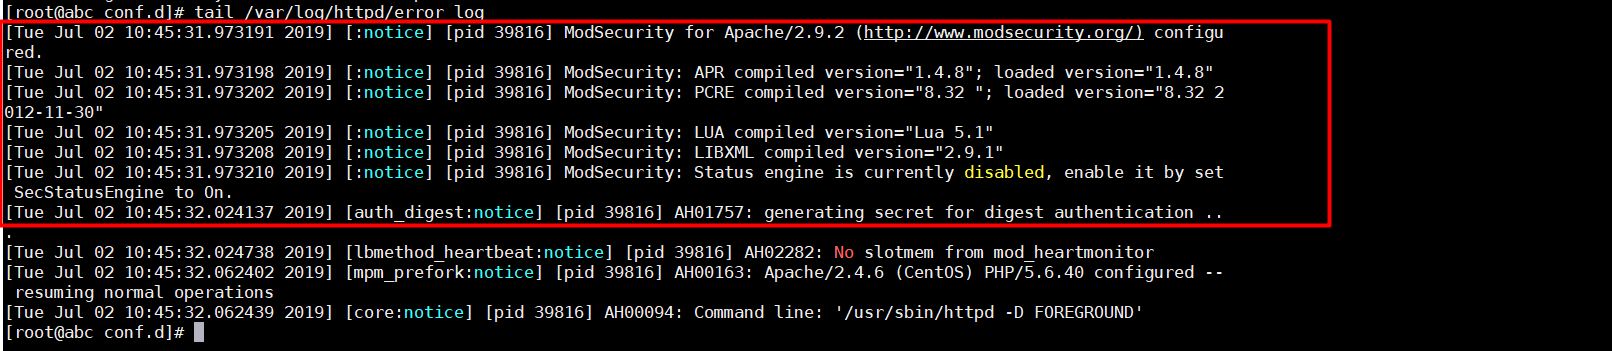 [root@abc conf.d]# tail /var/log/httpd/error_log
[Tue Jul 02 10:45:31.973191 2019] [:notice] [pid 39816] ModSecurity for Apache/2.9.2 (http://www.modsecurity.org/) configu
red.
[Tue Jul 02 10:45:31.973198 2019] [:notice] [pid 39816] ModSecurity: APR compiled version="1.4.8"; loaded version="1.4.8"
[Tue Jul 02 10:45:31.973202 2019] [:notice] [pid 39816] ModSecurity: PCRE compiled version="8.32 "; loaded version="8.32 2
012-11-30"
[Tue Jul 02 10:45:31.973205 2019] [:notice] [pid 39816] ModSecurity: LUA compiled version="Lua 5.1"
[Tue Jul 02 10:45:31.973208 2019] [:notice] [pid 39816] ModSecurity: LIBXML compiled version="2.9.1"
[Tue Jul 02 10:45:31.973210 2019] [:notice] [pid 39816] ModSecurity: Status engine is currently disabled, enable it by set
 SecStatusEngine to On.
[Tue Jul 02 10:45:32.024137 2019] [auth_digest:notice] [pid 39816] AH01757: generating secret for digest authentication ..
.
[Tue Jul 02 10:45:32.024738 2019] [lbmethod_heartbeat:notice] [pid 39816] AH02282: No slotmem from mod_heartmonitor
[Tue Jul 02 10:45:32.062402 2019] [mpm_prefork:notice] [pid 39816] AH00163: Apache/2.4.6 (CentOS) PHP/5.6.40 configured --
 resuming normal operations
[Tue Jul 02 10:45:32.062439 2019] [core:notice] [pid 39816] AH00094: Command line: '/usr/sbin/httpd -D FOREGROUND'
[root@abc conf.d]#